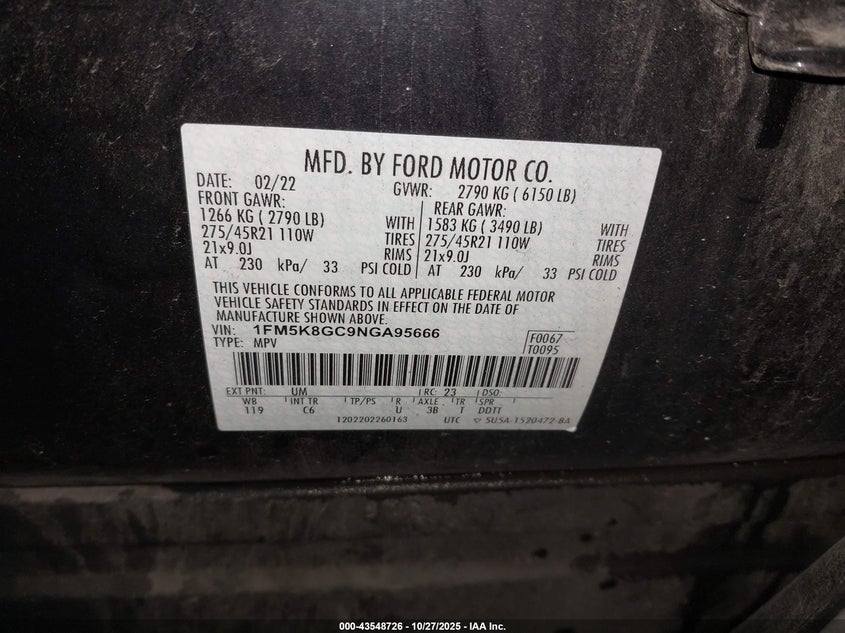 MFD. BY FORD MOTOR CO.
DATE: 02/22 GVWR: 2790 KG ( 6150 LB)
FRONT GAWR: REAR GAWR:
1266 KG ( 2790 LB) WITH 1583 KG ( 3490 LB) WITH
275/45R21 110W TIRES 275/45R21 110W TIRES
21x9.0J RIMS 21x9.0J RIMS
AT 230 kPa/ 33 PSI COLD AT 230 kPa/ 33 PSI COLD
THIS VEHICLE CONFORMS TO ALL APPLICABLE FEDERAL MOTOR
VEHICLE SAFETY STANDARDS IN EFFECT ON THE DATE OF
MANUFACTURE SHOWN ABOVE.
VIN: 1FM5K8GC9NGA95666
TYPE: MPV
F0067
T0095
EXT PNT: UM RC: 23 DSO:
WB INT TR TP/PS R AXLE TR SPR
119 C6 U 3B T DDTT
1202202260163 UTC ▽ 5U5A-1520472-BA
000-43548726 - 10/27/2025 - IAA Inc.